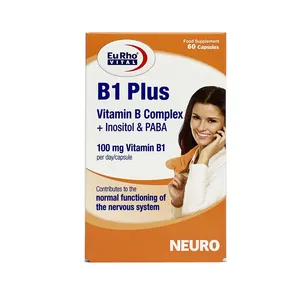 Food Supplement
60 Capsules
EuRho
VITAL
B1 Plus
Vitamin B Complex
+ Inositol & PABA
100 mg Vitamin B1
per day/capsule
Contributes to the
normal functioning of
the nervous system
NEURO